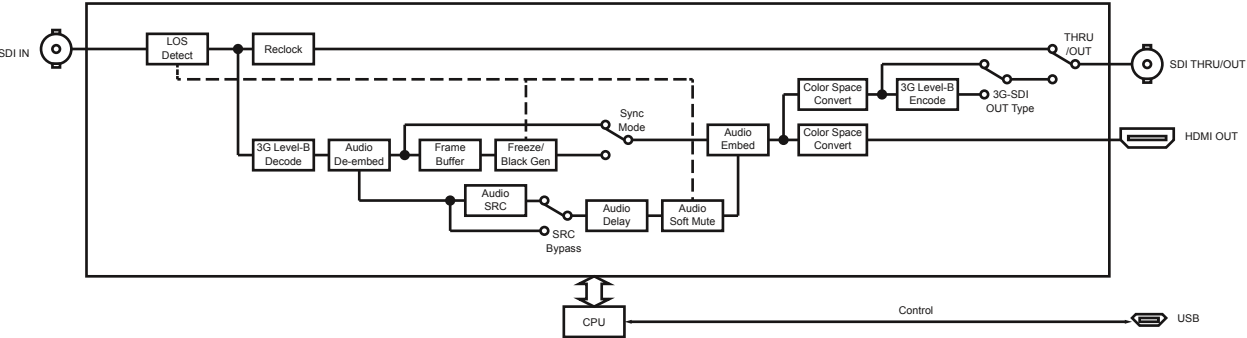 SDI IN
LOS
Detect
Reclock
THRU
/OUT
SDI THRU/OUT
Color Space
Convert
3G Level-B
Encode
3G-SDI
OUT Type
Sync
Mode
Audio
Embed
Color Space
Convert
HDMI OUT
3G Level-B
Decode
Audio
De-embed
Frame
Buffer
Freeze/
Black Gen
Audio
SRC
SRC
Bypass
Audio
Delay
Audio
Soft Mute
CPU
Control
USB